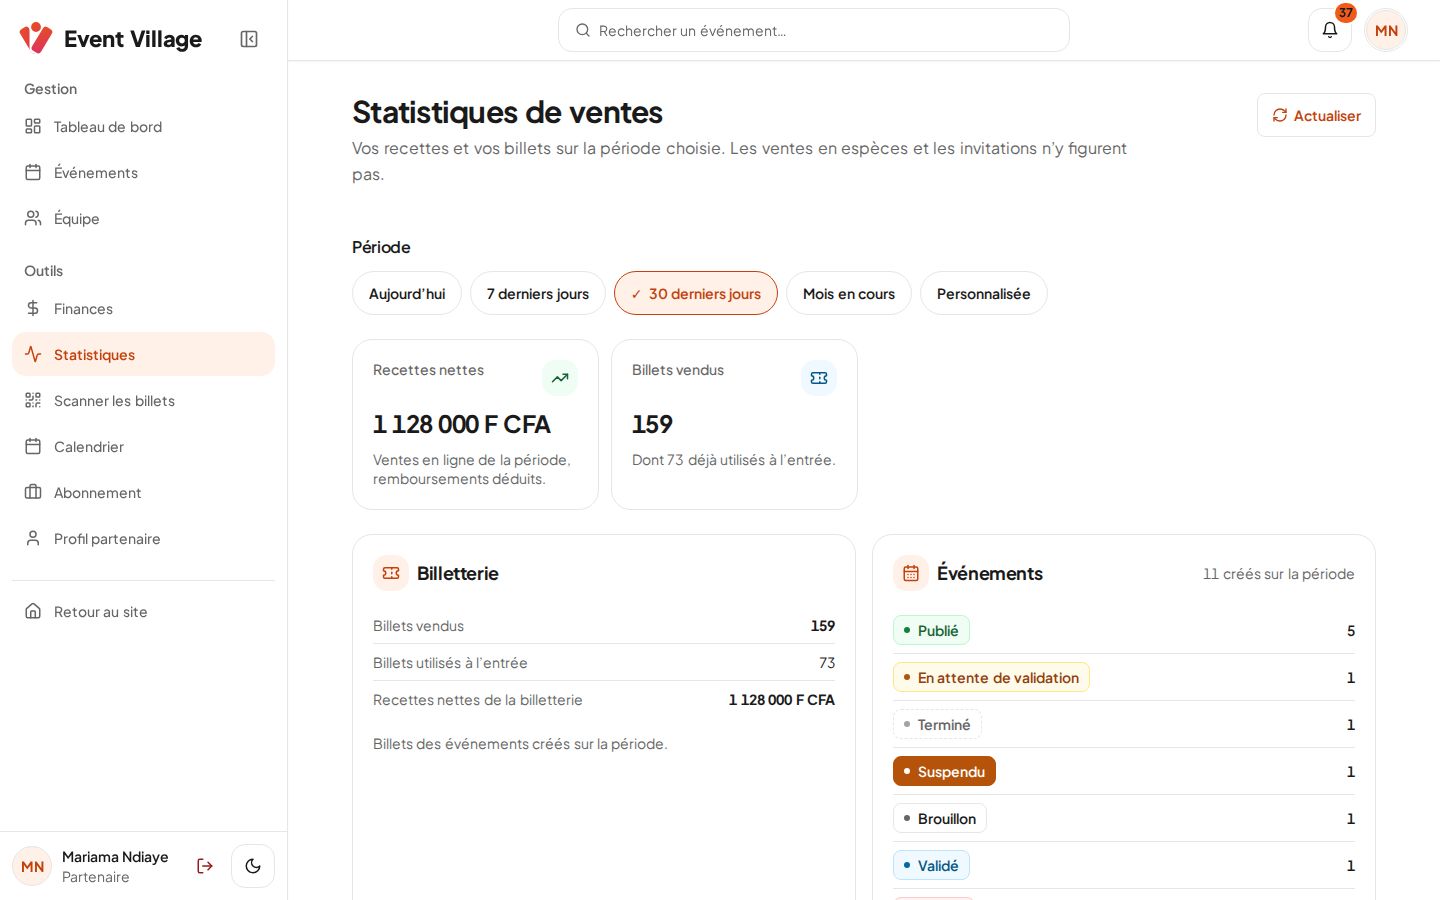 Event Village
Rechercher un événement…
37
MN
Gestion
Tableau de bord
Événements
Équipe
Outils
Finances
Statistiques
Scanner les billets
Calendrier
Abonnement
Profil partenaire
Retour au site
MN
Mariama Ndiaye
Partenaire
Statistiques de ventes
Actualiser
Vos recettes et vos billets sur la période choisie. Les ventes en espèces et les invitations n’y figurent
pas.
Période
Aujourd’hui
7 derniers jours
✓ 30 derniers jours
Mois en cours
Personnalisée
Recettes nettes
1 128 000 F CFA
Ventes en ligne de la période,
remboursements déduits.
Billets vendus
159
Dont 73 déjà utilisés à l’entrée.
Billetterie
Billets vendus 159
Billets utilisés à l’entrée 73
Recettes nettes de la billetterie 1 128 000 F CFA
Billets des événements créés sur la période.
Événements 11 créés sur la période
Publié 5
En attente de validation 1
Terminé 1
Suspendu 1
Brouillon 1
Validé 1